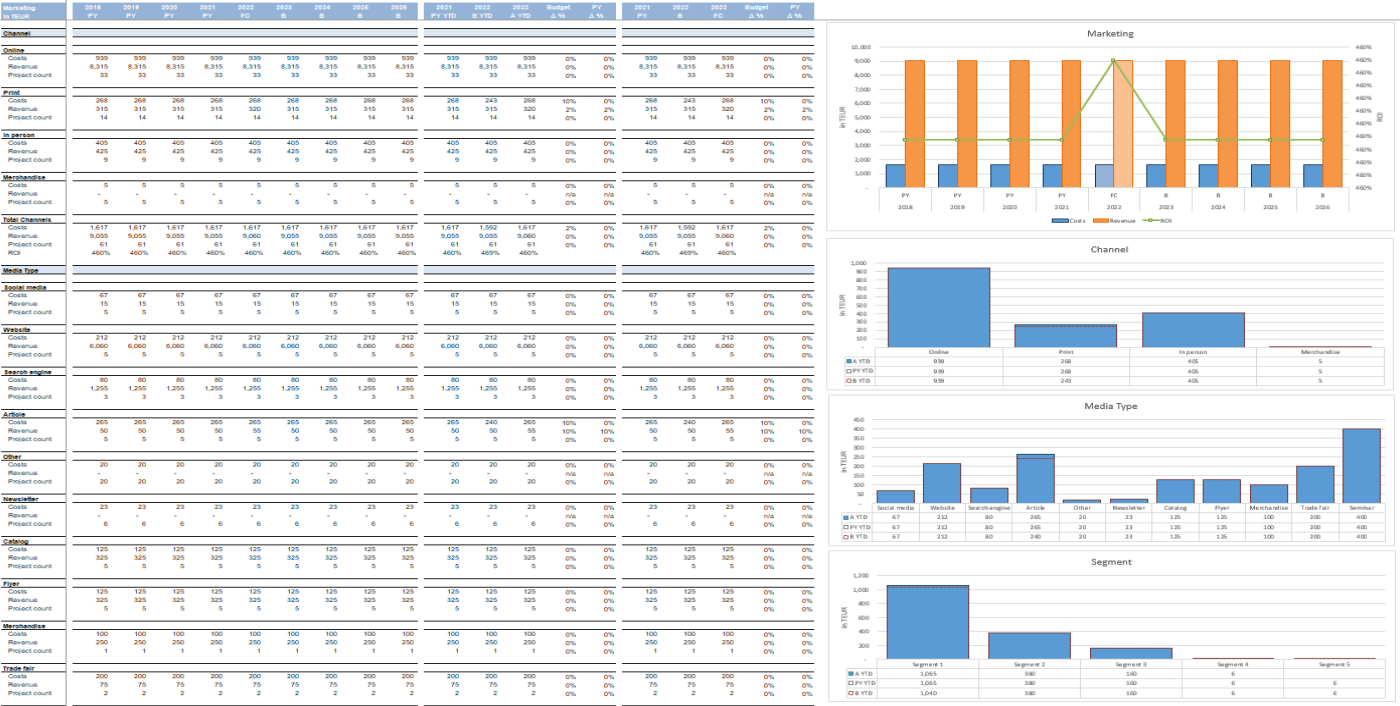 Marketing 2018 2019 2020 2021 2022 2023 2024 2025 2026 2021 2022 2022 Budget PY 2021 2022 2022 Budget PY
in TEUR PY PY PY PY FC B B B B PY YTD B YTD A YTD Δ % Δ % PY B FC Δ % Δ %
Channel
Online
Costs 939 939 939 939 939 939 939 939 939 939 939 939 0% 0% 939 939 939 0% 0%
Revenue 8,315 8,315 8,315 8,315 8,315 8,315 8,315 8,315 8,315 8,315 8,315 8,315 0% 0% 8,315 8,315 8,315 0% 0%
Project count 33 33 33 33 33 33 33 33 33 33 33 33 0% 0% 33 33 33 0% 0%
Print
Costs 268 268 268 268 268 268 268 268 268 268 243 268 10% 0% 268 243 268 10% 0%
Revenue 315 315 315 315 320 315 315 315 315 315 315 320 2% 2% 315 315 320 2% 2%
Project count 14 14 14 14 14 14 14 14 14 14 14 14 0% 0% 14 14 14 0% 0%
In person
Costs 405 405 405 405 405 405 405 405 405 405 405 405 0% 0% 405 405 405 0% 0%
Revenue 425 425 425 425 425 425 425 425 425 425 425 425 0% 0% 425 425 425 0% 0%
Project count 9 9 9 9 9 9 9 9 9 9 9 9 0% 0% 9 9 9 0% 0%
Merchandise
Costs 5 5 5 5 5 5 5 5 5 5 5 5 0% 0% 5 5 5 0% 0%
Revenue - - - - - - - - - - - - n/a n/a - - - n/a n/a
Project count 5 5 5 5 5 5 5 5 5 5 5 5 0% 0% 5 5 5 0% 0%
Total Channels
Costs 1,617 1,617 1,617 1,617 1,617 1,617 1,617 1,617 1,617 1,617 1,592 1,617 2% 0% 1,617 1,592 1,617 2% 0%
Revenue 9,055 9,055 9,055 9,055 9,060 9,055 9,055 9,055 9,055 9,055 9,055 9,060 0% 0% 9,055 9,055 9,060 0% 0%
Project count 61 61 61 61 61 61 61 61 61 61 61 61 0% 0% 61 61 61 0% 0%
ROI 460% 460% 460% 460% 460% 460% 460% 460% 460% 460% 469% 460% 460% 469% 460%
Media Type
Social media
Costs 67 67 67 67 67 67 67 67 67 67 67 67 0% 0% 67 67 67 0% 0%
Revenue 15 15 15 15 15 15 15 15 15 15 15 15 0% 0% 15 15 15 0% 0%
Project count 5 5 5 5 5 5 5 5 5 5 5 5 0% 0% 5 5 5 0% 0%
Website
Costs 212 212 212 212 212 212 212 212 212 212 212 212 0% 0% 212 212 212 0% 0%
Revenue 6,060 6,060 6,060 6,060 6,060 6,060 6,060 6,060 6,060 6,060 6,060 6,060 0% 0% 6,060 6,060 6,060 0% 0%
Project count 5 5 5 5 5 5 5 5 5 5 5 5 0% 0% 5 5 5 0% 0%
Search engine
Costs 80 80 80 80 80 80 80 80 80 80 80 80 0% 0% 80 80 80 0% 0%
Revenue 1,255 1,255 1,255 1,255 1,255 1,255 1,255 1,255 1,255 1,255 1,255 1,255 0% 0% 1,255 1,255 1,255 0% 0%
Project count 3 3 3 3 3 3 3 3 3 3 3 3 0% 0% 3 3 3 0% 0%
Article
Costs 265 265 265 265 265 265 265 265 265 265 240 265 10% 0% 265 240 265 10% 0%
Revenue 50 50 50 50 55 50 50 50 50 50 50 55 10% 10% 50 50 55 10% 10%
Project count 5 5 5 5 5 5 5 5 5 5 5 5 0% 0% 5 5 5 0% 0%
Other
Costs 20 20 20 20 20 20 20 20 20 20 20 20 0% 0% 20 20 20 0% 0%
Revenue - - - - - - - - - - - - n/a n/a - - - n/a n/a
Project count 20 20 20 20 20 20 20 20 20 20 20 20 0% 0% 20 20 20 0% 0%
Newsletter
Costs 23 23 23 23 23 23 23 23 23 23 23 23 0% 0% 23 23 23 0% 0%
Revenue - - - - - - - - - - - - n/a n/a - - - n/a n/a
Project count 6 6 6 6 6 6 6 6 6 6 6 6 0% 0% 6 6 6 0% 0%
Catalog
Costs 125 125 125 125 125 125 125 125 125 125 125 125 0% 0% 125 125 125 0% 0%
Revenue 325 325 325 325 325 325 325 325 325 325 325 325 0% 0% 325 325 325 0% 0%
Project count 5 5 5 5 5 5 5 5 5 5 5 5 0% 0% 5 5 5 0% 0%
Flyer
Costs 125 125 125 125 125 125 125 125 125 125 125 125 0% 0% 125 125 125 0% 0%
Revenue 325 325 325 325 325 325 325 325 325 325 325 325 0% 0% 325 325 325 0% 0%
Project count 5 5 5 5 5 5 5 5 5 5 5 5 0% 0% 5 5 5 0% 0%
Merchandise
Costs 100 100 100 100 100 100 100 100 100 100 100 100 0% 0% 100 100 100 0% 0%
Revenue 250 250 250 250 250 250 250 250 250 250 250 250 0% 0% 250 250 250 0% 0%
Project count 1 1 1 1 1 1 1 1 1 1 1 1 0% 0% 1 1 1 0% 0%
Trade fair
Costs 200 200 200 200 200 200 200 200 200 200 200 200 0% 0% 200 200 200 0% 0%
Revenue 75 75 75 75 75 75 75 75 75 75 75 75 0% 0% 75 75 75 0% 0%
Project count 2 2 2 2 2 2 2 2 2 2 2 2 0% 0% 2 2 2 0% 0%
Marketing
10,000 460%
9,000 460%
8,000 460%
7,000 460%
6,000 460%
5,000 460%
4,000 460%
3,000 460%
2,000 460%
1,000 460%
- 460%
in TEUR
ROI
PY PY PY PY FC B B B B
2018 2019 2020 2021 2022 2023 2024 2025 2026
Costs Revenue ROI
Channel
1,000
900
800
700
600
500
400
300
200
100
-
in TEUR
Online Print In person Merchandise
A YTD 939 268 405 5
PY YTD 939 268 405 5
B YTD 939 243 405 5
Media Type
450
400
350
300
250
200
150
100
50
-
in TEUR
Social media Website Search engine Article Other Newsletter Catalog Flyer Merchandise Trade fair Seminar
A YTD 67 212 80 265 20 23 125 125 100 200 400
PY YTD 67 212 80 265 20 23 125 125 100 200 400
B YTD 67 212 80 240 20 23 125 125 100 200 400
Segment
1,200
1,000
800
600
400
200
-
in TEUR
Segment 1 Segment 2 Segment 3 Segment 4 Segment 5
A YTD 1,065 380 160 6
PY YTD 1,065 380 160 6 6
B YTD 1,040 380 160 6 6